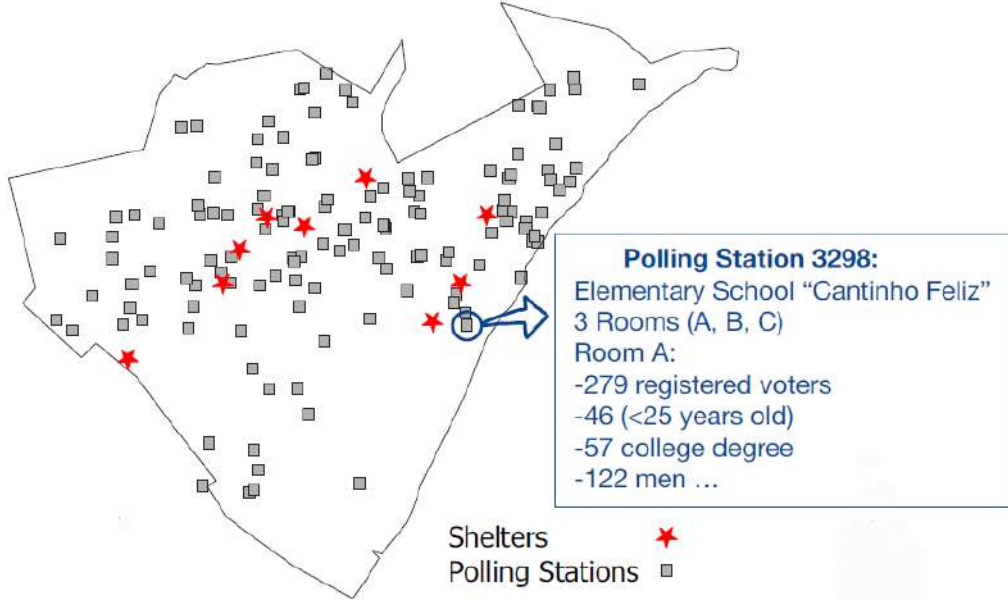 Polling Station 3298:
Elementary School “Cantinho Feliz”
3 Rooms (A, B, C)
Room A:
-279 registered voters
-46 (<25 years old)
-57 college degree
-122 men ...
Shelters
Polling Stations